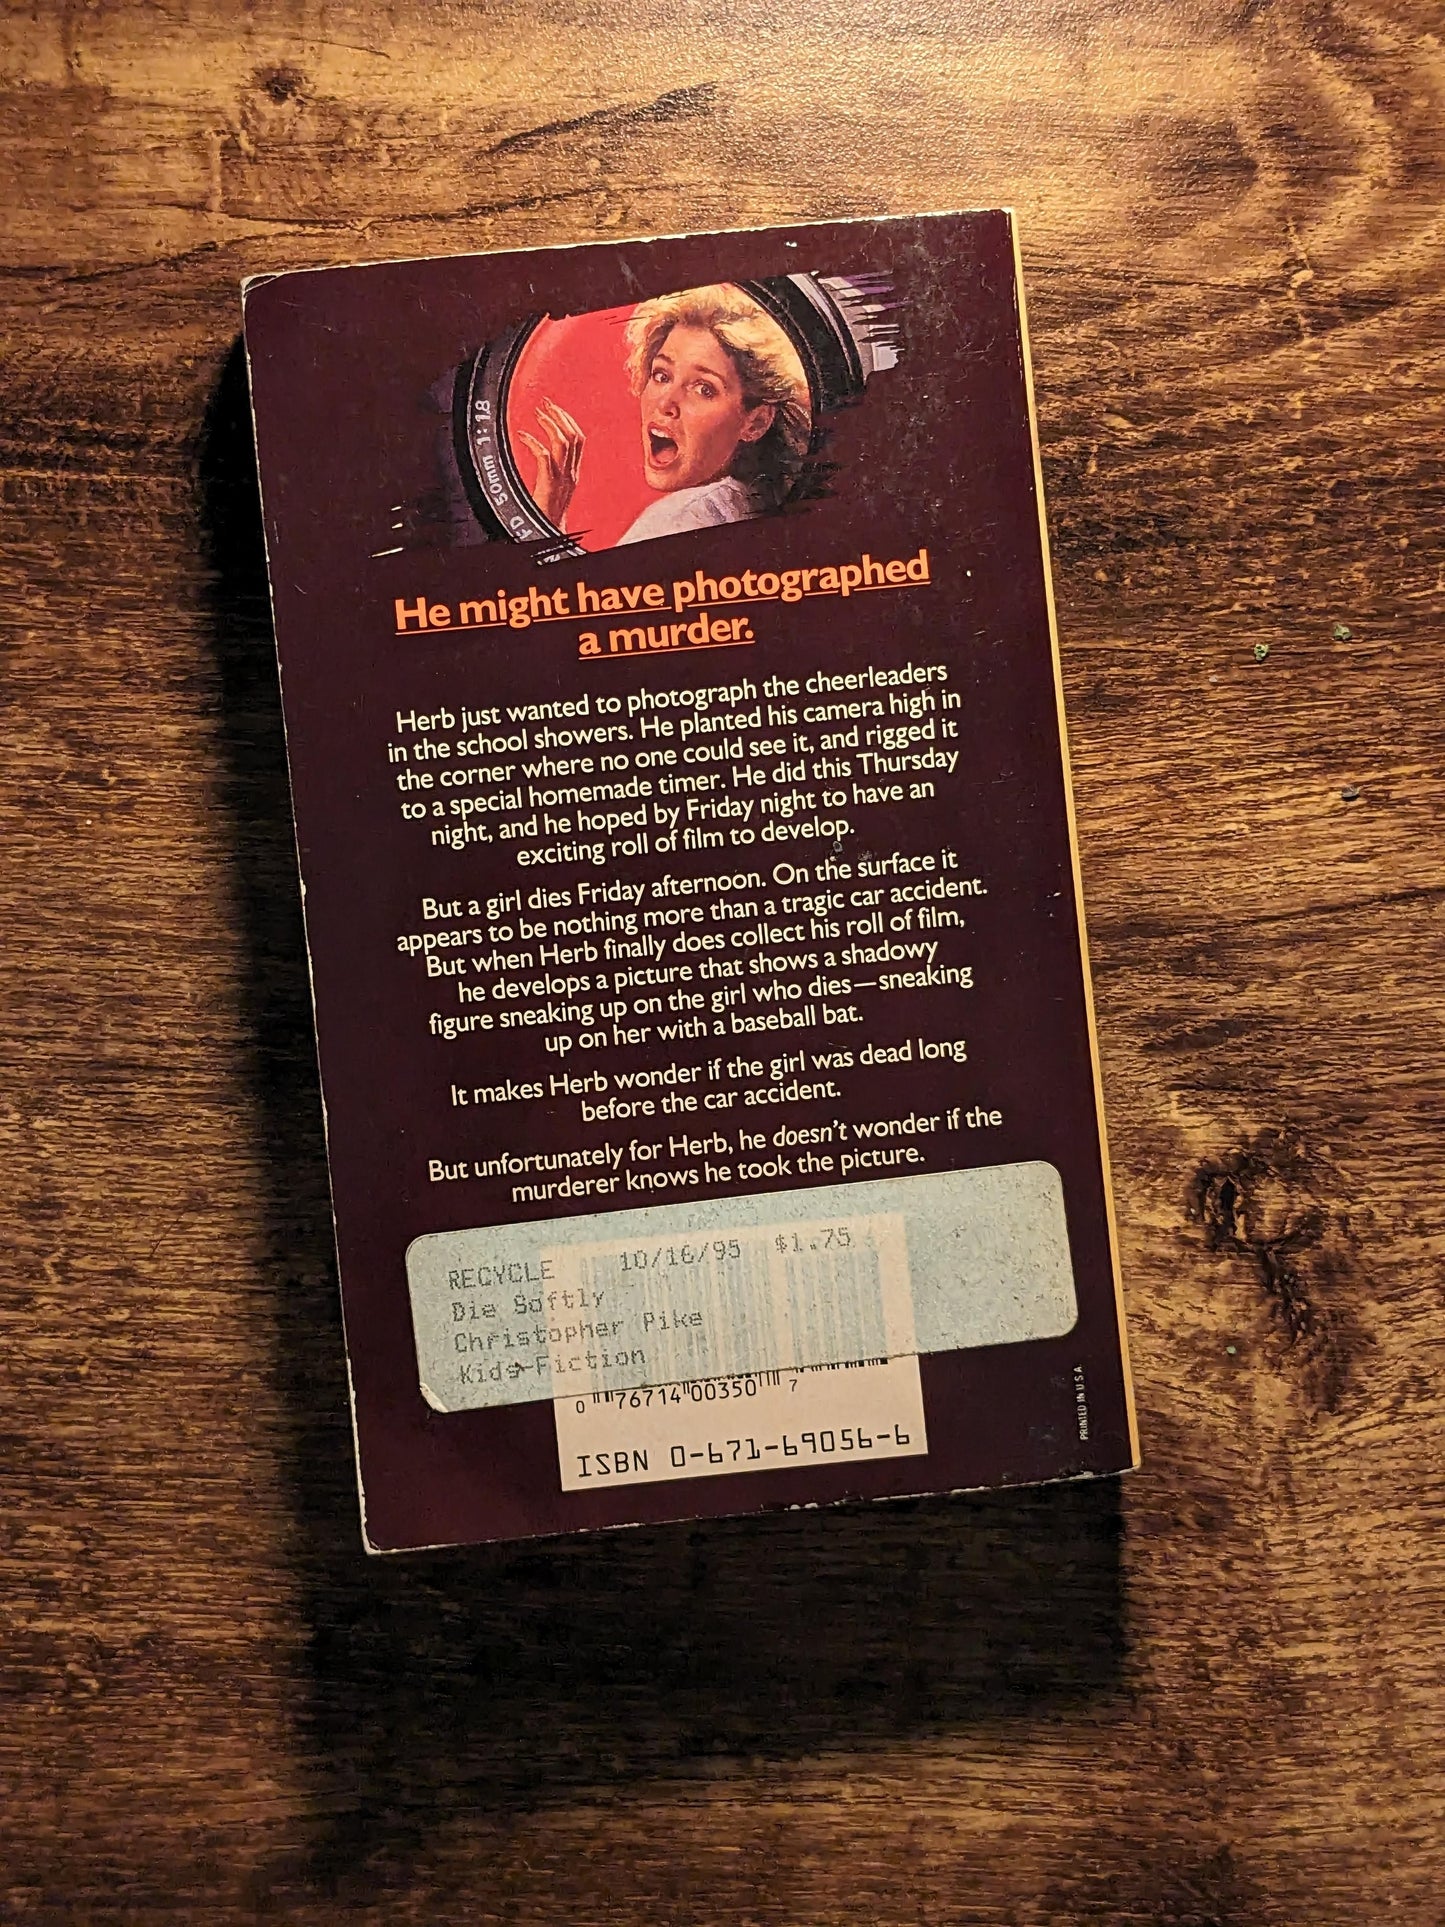 FD 50mm 1:1.8
He might have photographed
a murder.
Herb just wanted to photograph the cheerleaders
in the school showers. He planted his camera high in
the corner where no one could see it, and rigged it
to a special homemade timer. He did this Thursday
night, and he hoped by Friday night to have an
exciting roll of film to develop.
But a girl dies Friday afternoon. On the surface it
appears to be nothing more than a tragic car accident.
But when Herb finally does collect his roll of film,
he develops a picture that shows a shadowy
figure sneaking up on the girl who dies—sneaking
up on her with a baseball bat.
It makes Herb wonder if the girl was dead long
before the car accident.
But unfortunately for Herb, he doesn't wonder if the
murderer knows he took the picture.
RECYCLE 10/16/95 $1.75
Die Softly
Christopher Pike
Kids-Fiction
0 76714 00350 7
ISBN 0-671-69056-6
PRINTED IN U.S.A.